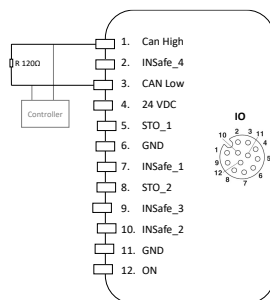 1. Can High
R 120Ω
2. INSafe_4
3. CAN Low
Controller
4. 24 VDC
5. STO_1
6. GND
7. INSafe_1
8. STO_2
9. INSafe_3
10. INSafe_2
11. GND
12. ON
IO
10 2 3 11
1 4
9 5
12 8 7 6